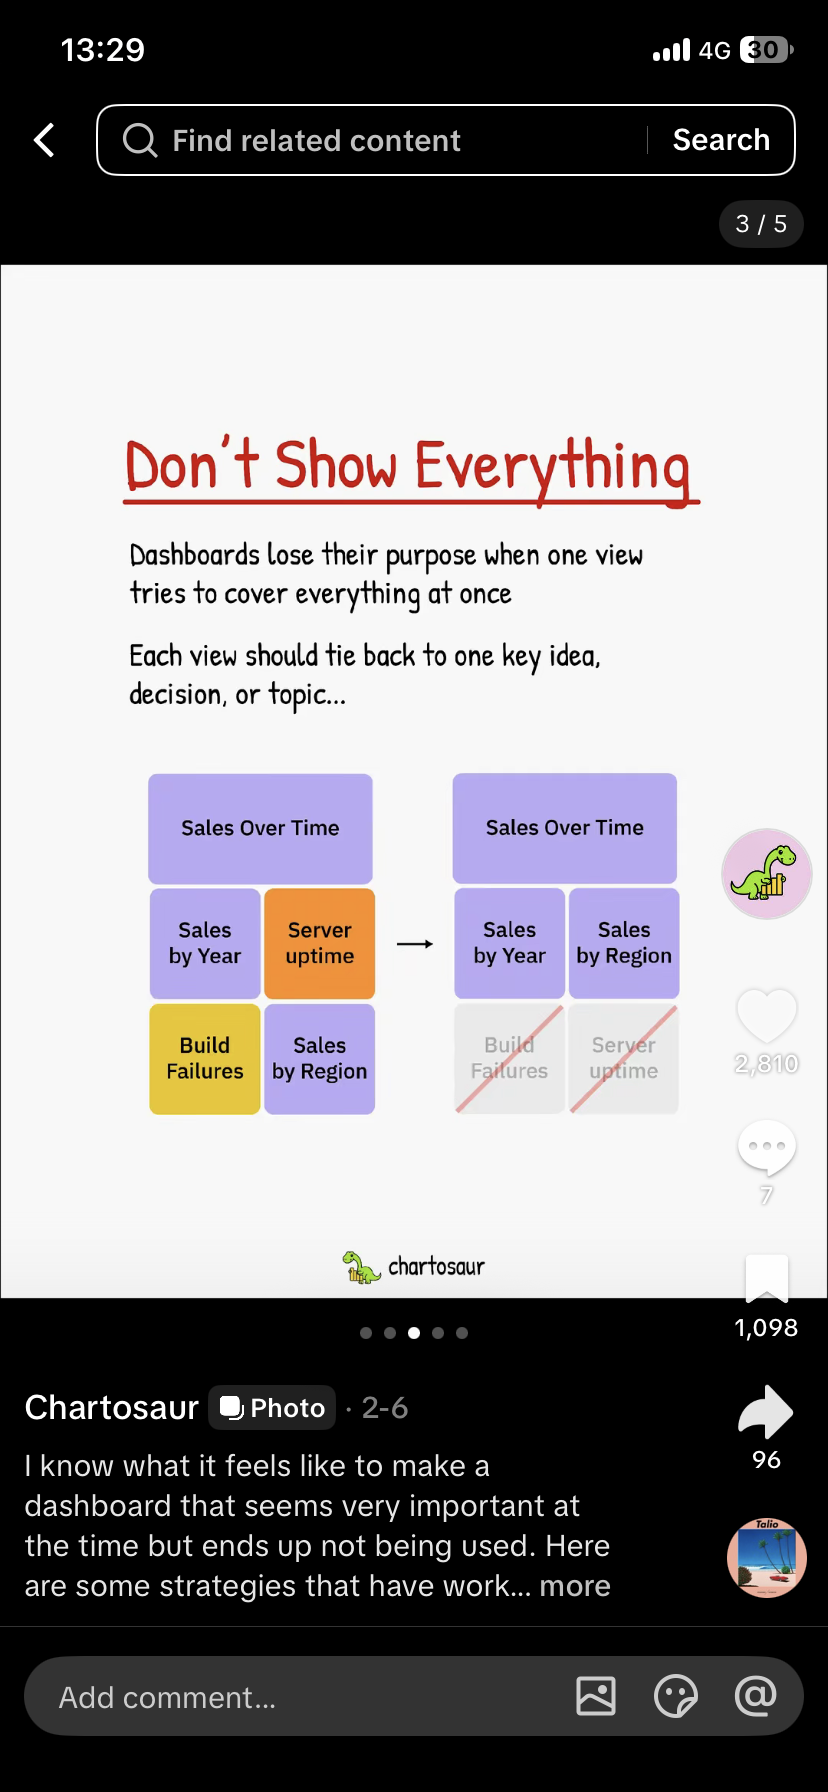 13:29
4G
30
Find related content
Search
3 / 5
Don't Show Everything
Dashboards lose their purpose when one view
tries to cover everything at once
Each view should tie back to one key idea,
decision, or topic...
Sales Over Time
Sales
by Year
Server
uptime
Build
Failures
Sales
by Region
Sales Over Time
Sales
by Year
Sales
by Region
Build
Failures
Server
uptime
chartosaur
2,810
7
1,098
96
Chartosaur
Photo
· 2-6
I know what it feels like to make a
dashboard that seems very important at
the time but ends up not being used. Here
are some strategies that have work... more
Talio
Add comment...